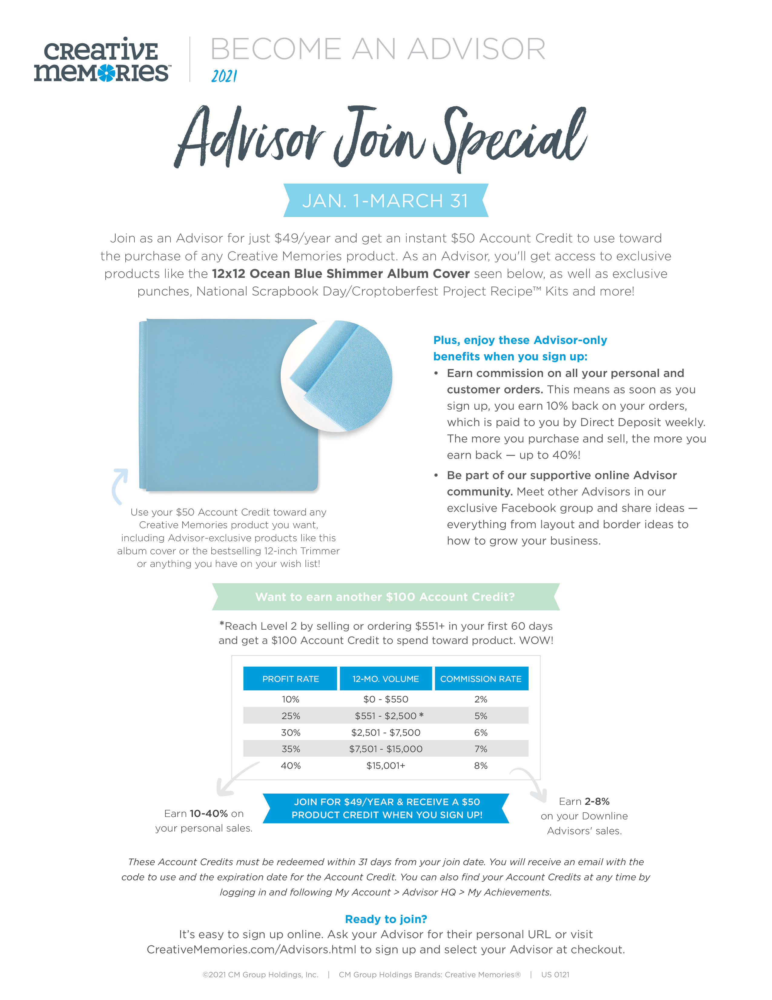 CREATIVE
MEMORIES™
BECOME AN ADVISOR
2021
Advisor Join Special
JAN. 1-MARCH 31
Join as an Advisor for just $49/year and get an instant $50 Account Credit to use toward
the purchase of any Creative Memories product. As an Advisor, you'll get access to exclusive
products like the 12x12 Ocean Blue Shimmer Album Cover seen below, as well as exclusive
punches, National Scrapbook Day/Croptoberfest Project Recipe™ Kits and more!
Use your $50 Account Credit toward any
Creative Memories product you want,
including Advisor-exclusive products like this
album cover or the bestselling 12-inch Trimmer
or anything you have on your wish list!
Plus, enjoy these Advisor-only
benefits when you sign up:
• Earn commission on all your personal and
customer orders. This means as soon as you
sign up, you earn 10% back on your orders,
which is paid to you by Direct Deposit weekly.
The more you purchase and sell, the more you
earn back — up to 40%!
• Be part of our supportive online Advisor
community. Meet other Advisors in our
exclusive Facebook group and share ideas —
everything from layout and border ideas to
how to grow your business.
Want to earn another $100 Account Credit?
*Reach Level 2 by selling or ordering $551+ in your first 60 days
and get a $100 Account Credit to spend toward product. WOW!
PROFIT RATE 12-MO. VOLUME COMMISSION RATE
10% $0 - $550 2%
25% $551 - $2,500 * 5%
30% $2,501 - $7,500 6%
35% $7,501 - $15,000 7%
40% $15,001+ 8%
Earn 10-40% on
your personal sales.
JOIN FOR $49/YEAR & RECEIVE A $50
PRODUCT CREDIT WHEN YOU SIGN UP!
Earn 2-8%
on your Downline
Advisors' sales.
These Account Credits must be redeemed within 31 days from your join date. You will receive an email with the
code to use and the expiration date for the Account Credit. You can also find your Account Credits at any time by
logging in and following My Account > Advisor HQ > My Achievements.
Ready to join?
It’s easy to sign up online. Ask your Advisor for their personal URL or visit
CreativeMemories.com/Advisors.html to sign up and select your Advisor at checkout.
©2021 CM Group Holdings, Inc. | CM Group Holdings Brands: Creative Memories® | US 0121